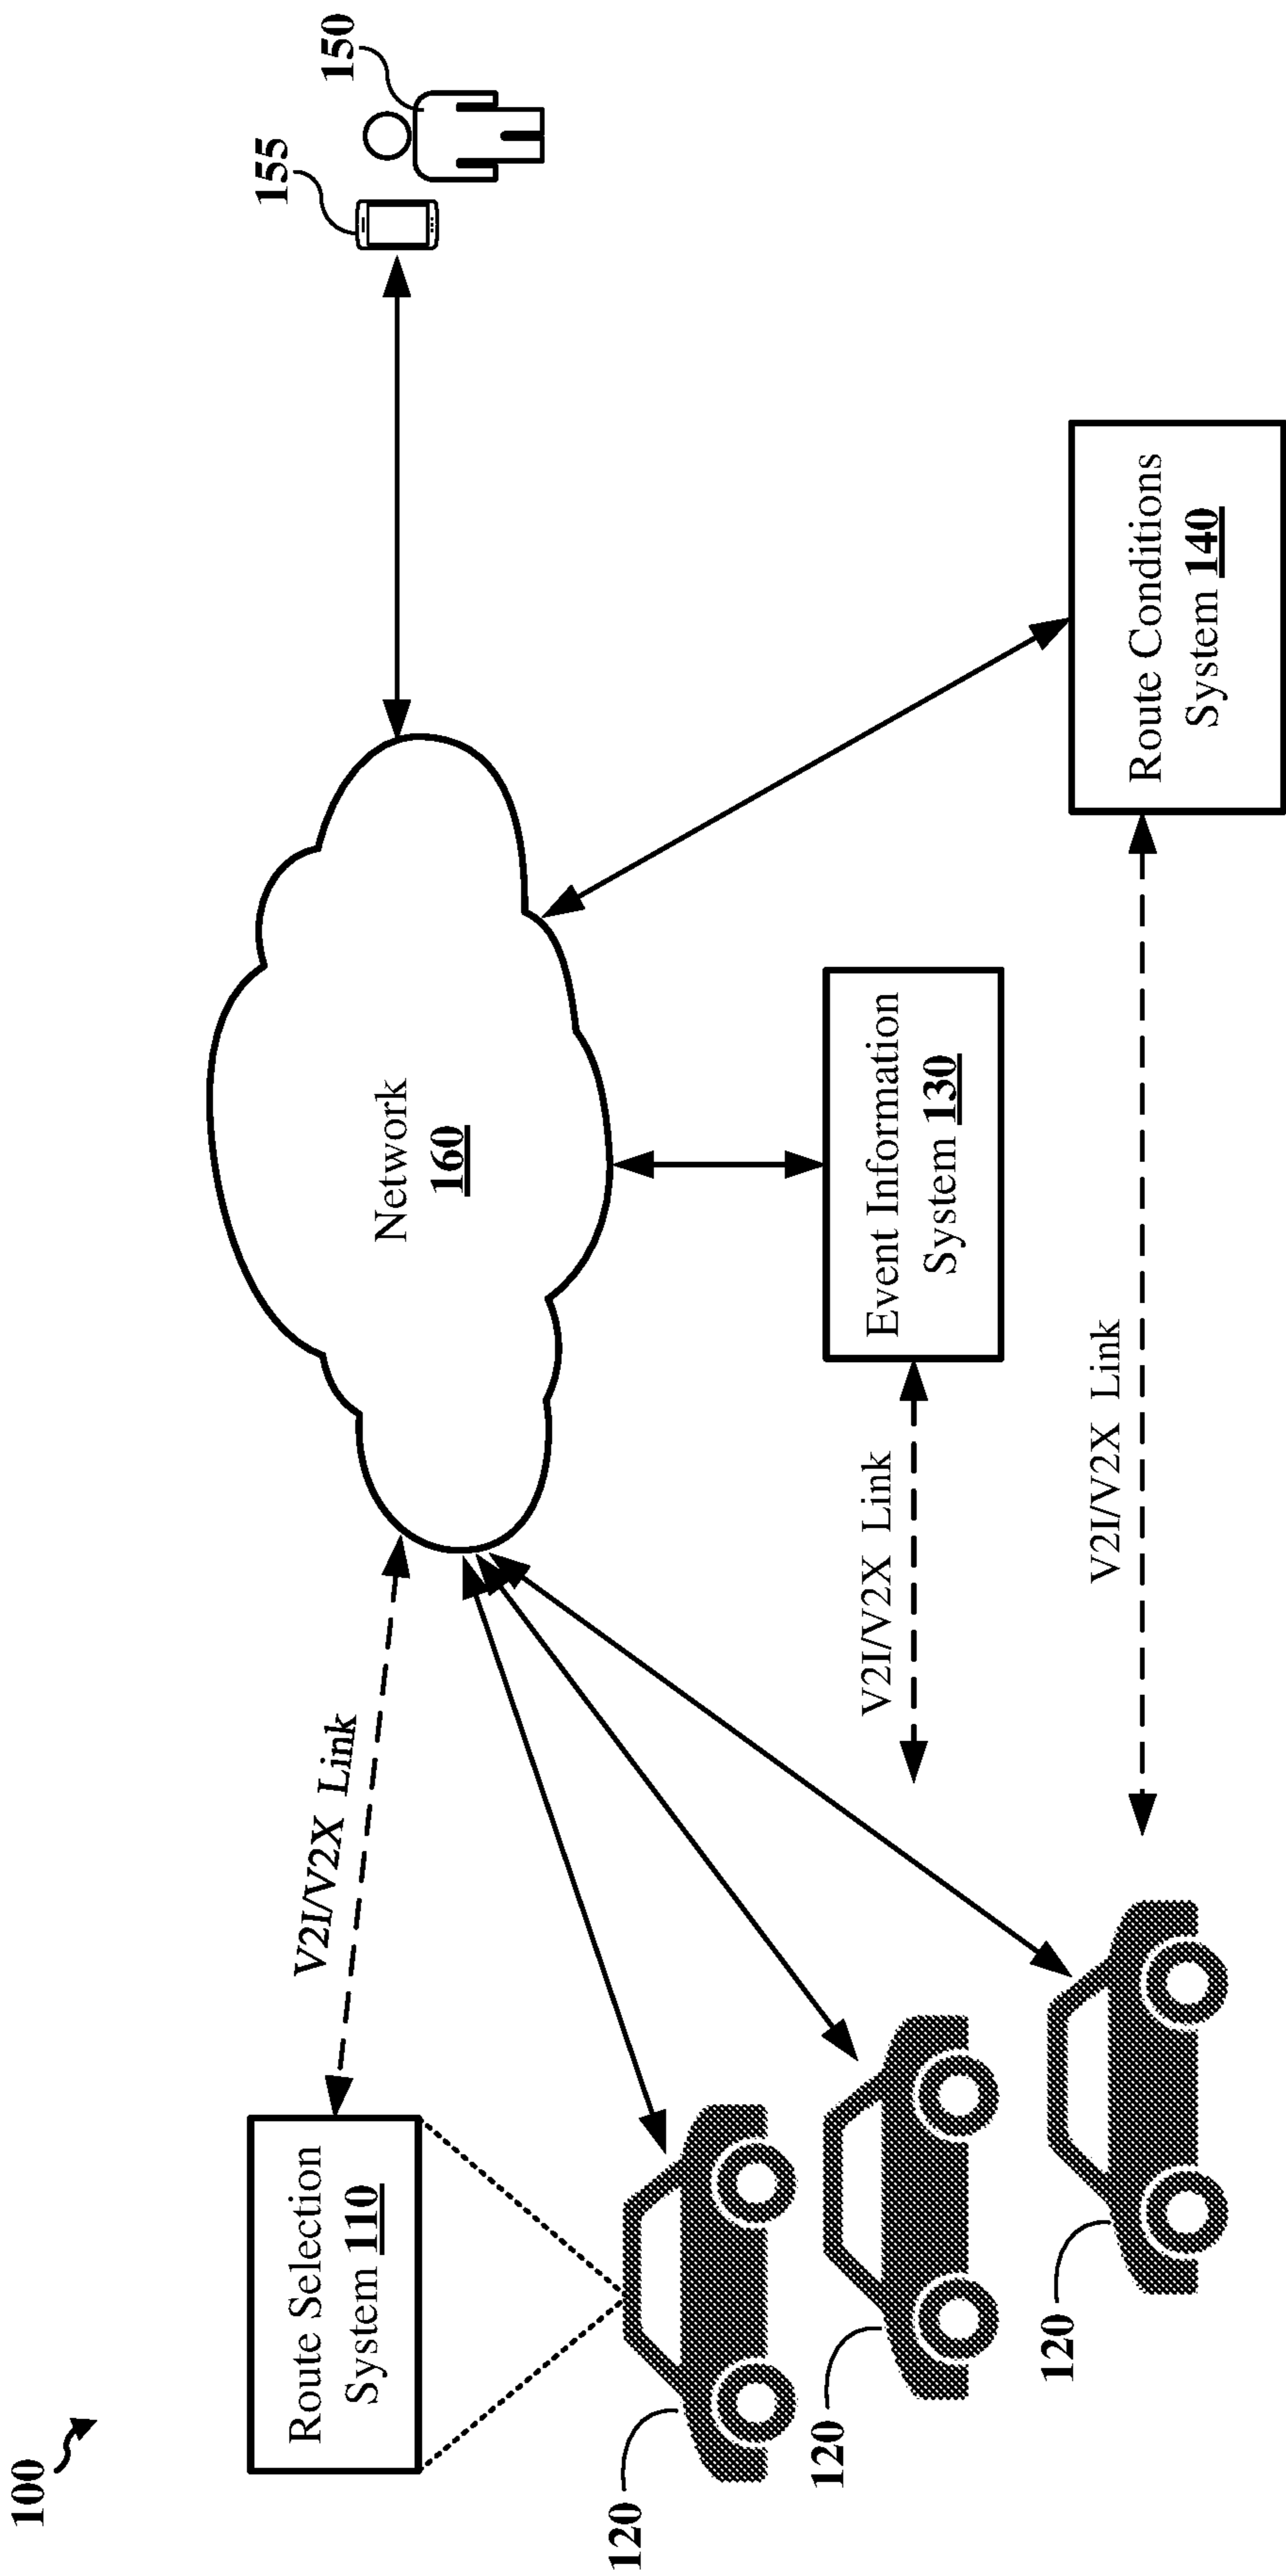 100
Route Selection
System 110
V2I/V2X Link
120
120
120
Network
160
Event Information
System 130
V2I/V2X Link
Route Conditions
System 140
V2I/V2X Link
155
150